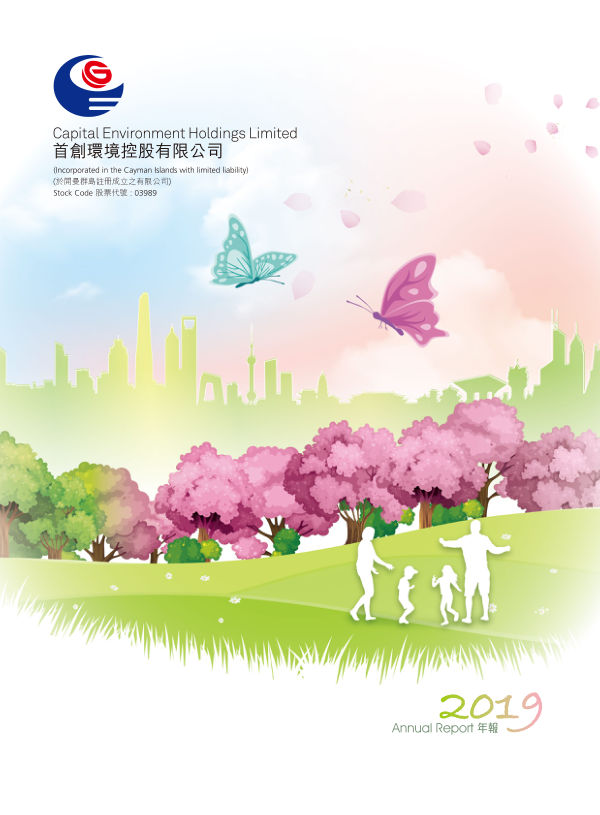 Capital Environment Holdings Limited
首創環境控股有限公司
(Incorporated in the Cayman Islands with limited liability)
(於開曼群島註冊成立之有限公司)
Stock Code 股票代號 : 03989
2019
Annual Report 年報